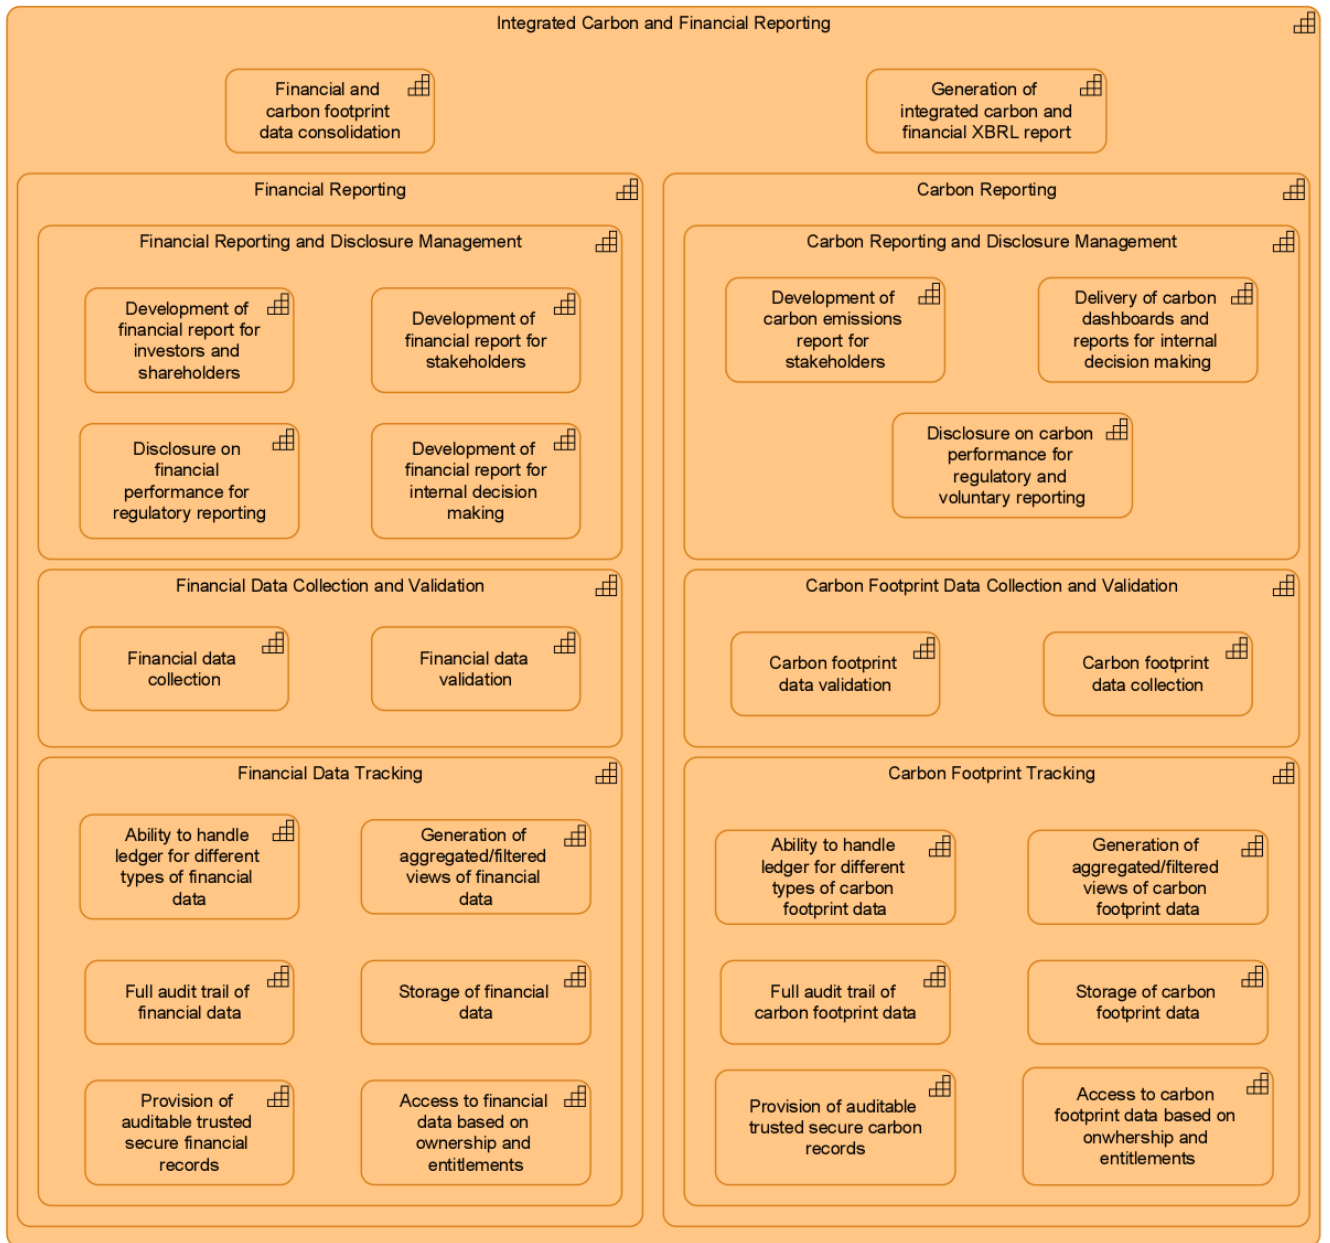 Integrated Carbon and Financial Reporting
Financial and
carbon footprint
data consolidation
Generation of
integrated carbon and
financial XBRL report
Financial Reporting
Financial Reporting and Disclosure Management
Development of
financial report for
investors and
shareholders
Development of
financial report for
stakeholders
Disclosure on
financial
performance for
regulatory reporting
Development of
financial report for
internal decision
making
Financial Data Collection and Validation
Financial data
collection
Financial data
validation
Financial Data Tracking
Ability to handle
ledger for different
types of financial
data
Generation of
aggregated/filtered
views of financial
data
Full audit trail of
financial data
Storage of financial
data
Provision of
auditable trusted
secure financial
records
Access to financial
data based on
ownership and
entitlements
Carbon Reporting
Carbon Reporting and Disclosure Management
Development of
carbon emissions
report for
stakeholders
Delivery of carbon
dashboards and
reports for internal
decision making
Disclosure on carbon
performance for
regulatory and
voluntary reporting
Carbon Footprint Data Collection and Validation
Carbon footprint
data validation
Carbon footprint
data collection
Carbon Footprint Tracking
Ability to handle
ledger for different
types of carbon
footprint data
Generation of
aggregated/filtered
views of carbon
footprint data
Full audit trail of
carbon footprint data
Storage of carbon
footprint data
Provision of auditable
trusted secure carbon
records
Access to carbon
footprint data based on
onwhership and
entitlements